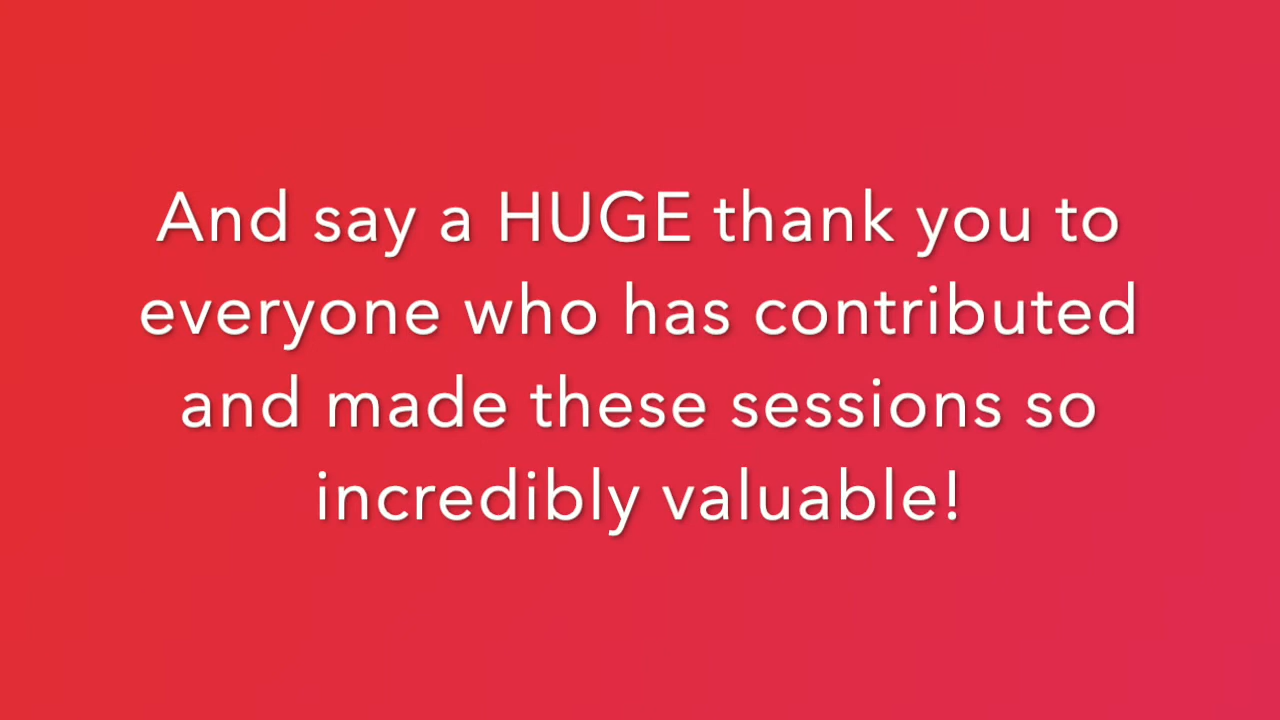 And say a HUGE thank you to
everyone who has contributed
and made these sessions so
incredibly valuable!